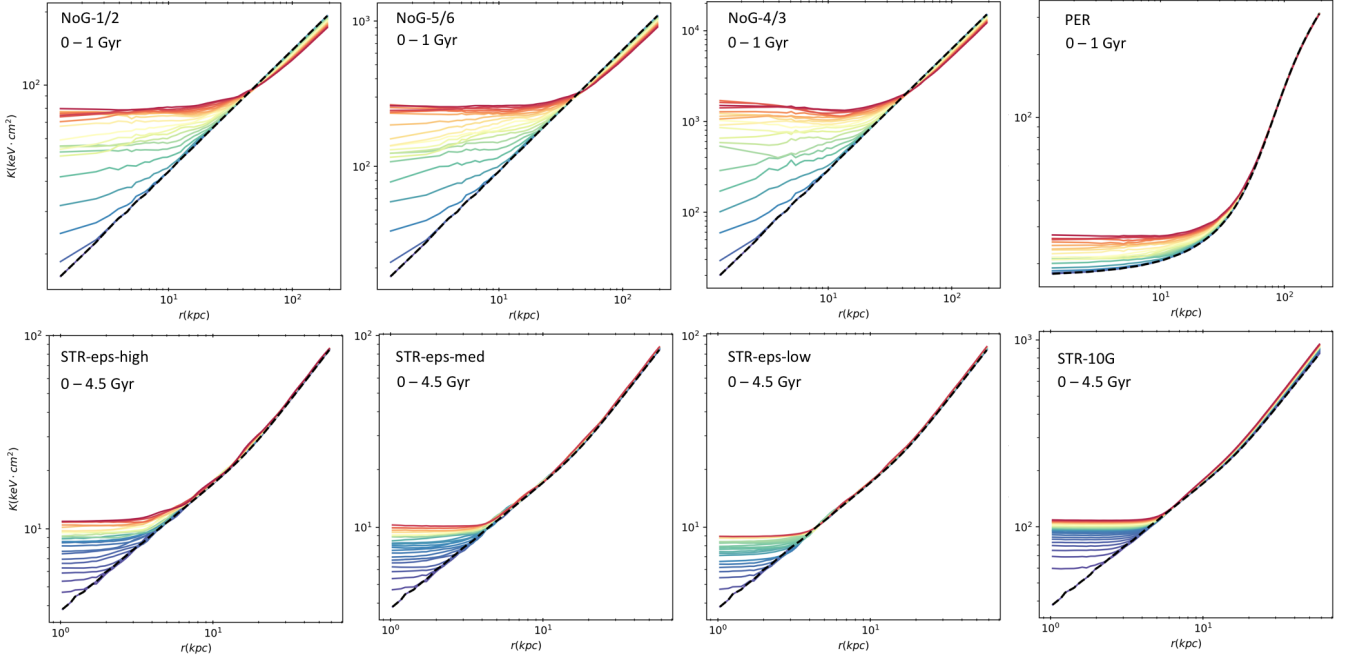 NoG-1/2
0 – 1 Gyr
10²
K(keV · cm²)
10¹
10²
r(kpc)
NoG-5/6
0 – 1 Gyr
10³
10²
10¹
10²
r(kpc)
NoG-4/3
0 – 1 Gyr
10⁴
10³
10²
10¹
10²
r(kpc)
PER
0 – 1 Gyr
10²
10¹
10²
r(kpc)
STR-eps-high
0 – 4.5 Gyr
10²
10¹
K(keV · cm²)
10⁰
10¹
r(kpc)
STR-eps-med
0 – 4.5 Gyr
10²
10¹
10⁰
10¹
r(kpc)
STR-eps-low
0 – 4.5 Gyr
10²
10¹
10⁰
10¹
r(kpc)
STR-10G
0 – 4.5 Gyr
10³
10²
10⁰
10¹
r(kpc)